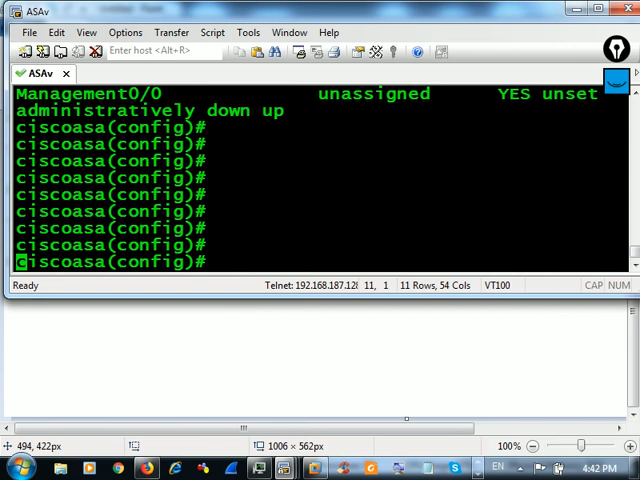 ASAv
File Edit View Options Transfer Script Tools Window Help
Enter host <Alt+R>
ASAv
Management0/0 unassigned YES unset
administratively down up
ciscoasa(config)#
ciscoasa(config)#
ciscoasa(config)#
ciscoasa(config)#
ciscoasa(config)#
ciscoasa(config)#
ciscoasa(config)#
ciscoasa(config)#
ciscoasa(config)#
Ready Telnet: 192.168.187.128 11, 1 11 Rows, 54 Cols VT100 CAP NUM
494, 422px 1006 × 562px 100%
EN 4:42 PM